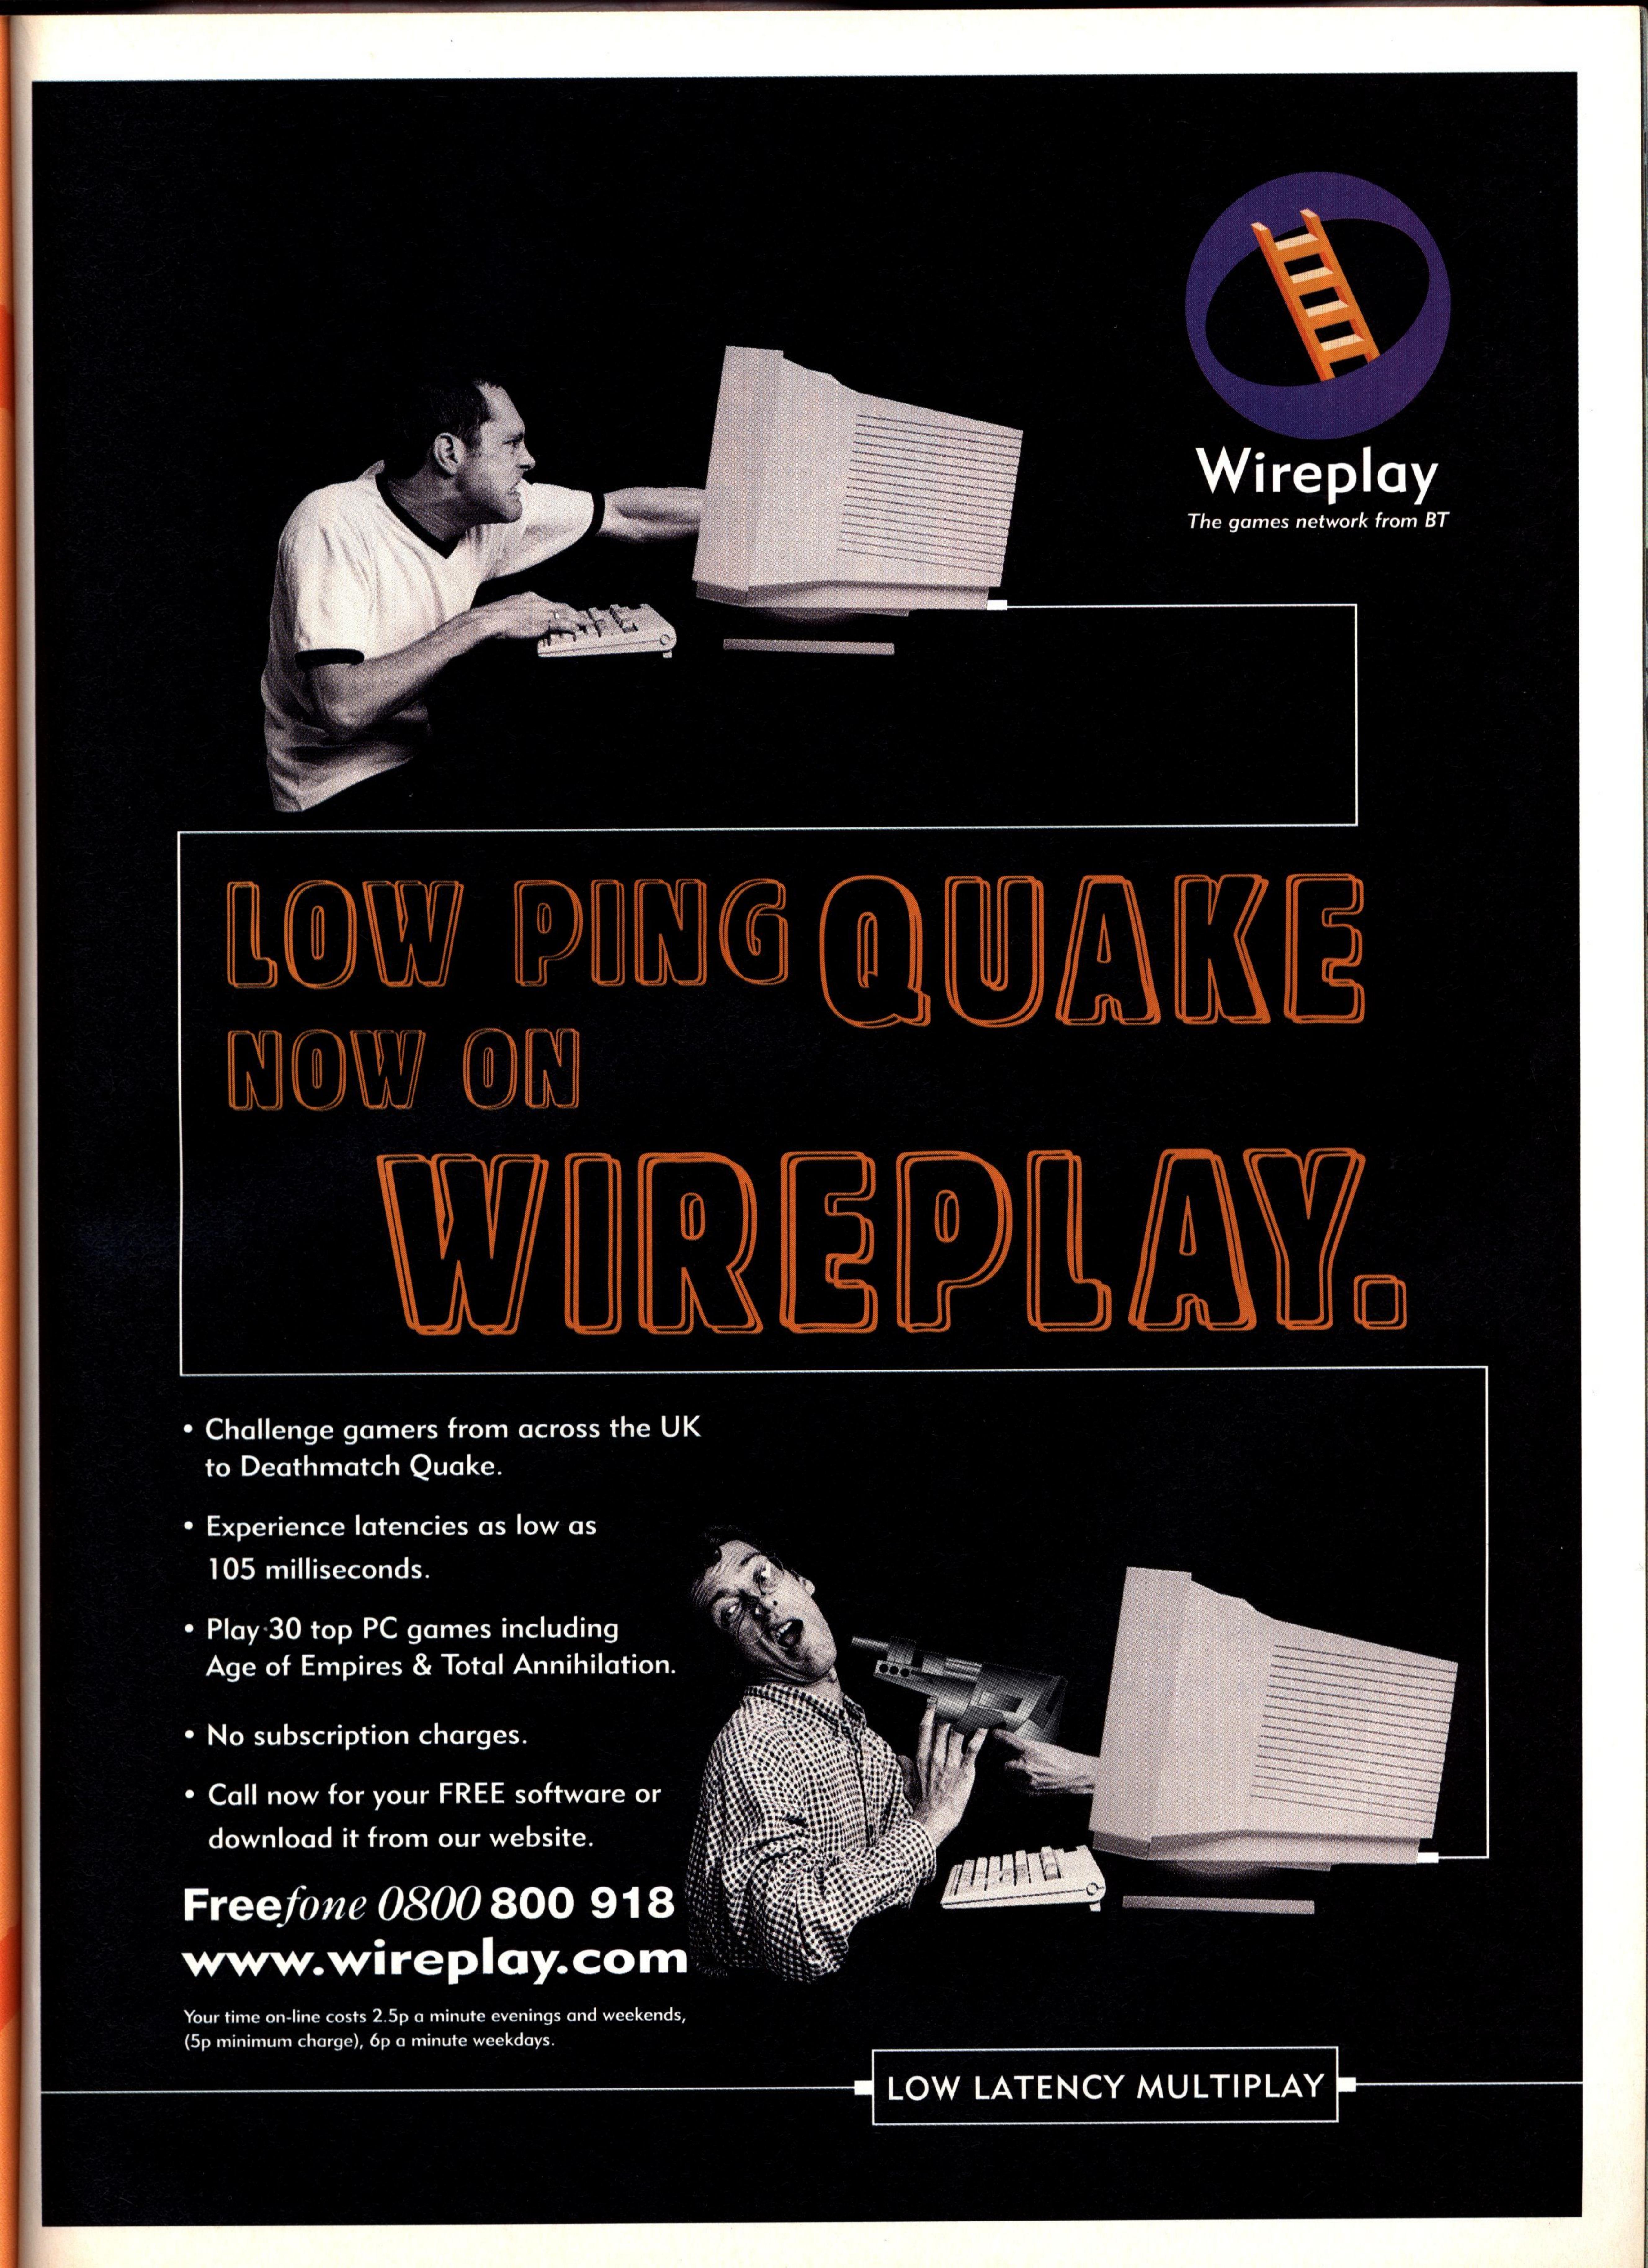 Wireplay
The games network from BT
LOW PING QUAKE
NOW ON
WIREPLAY.
• Challenge gamers from across the UK
to Deathmatch Quake.
• Experience latencies as low as
105 milliseconds.
• Play 30 top PC games including
Age of Empires & Total Annihilation.
• No subscription charges.
• Call now for your FREE software or
download it from our website.
Freefone 0800 800 918
www.wireplay.com
Your time on-line costs 2.5p a minute evenings and weekends,
(5p minimum charge), 6p a minute weekdays.
LOW LATENCY MULTIPLAY